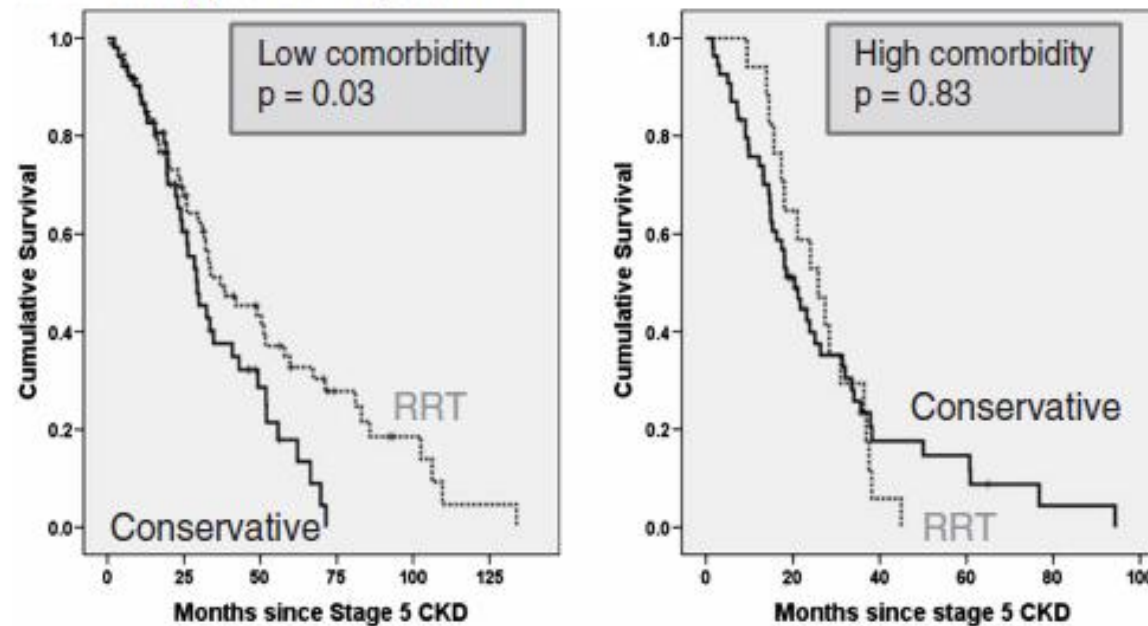 Low comorbidity
p = 0.03
1.0
0.8
0.6
0.4
0.2
0.0
Cumulative Survival
RRT
Conservative
0
25
50
75
100
125
Months since Stage 5 CKD
High comorbidity
p = 0.83
1.0
0.8
0.6
0.4
0.2
0.0
Cumulative Survival
Conservative
RRT
0
20
40
60
80
100
Months since stage 5 CKD